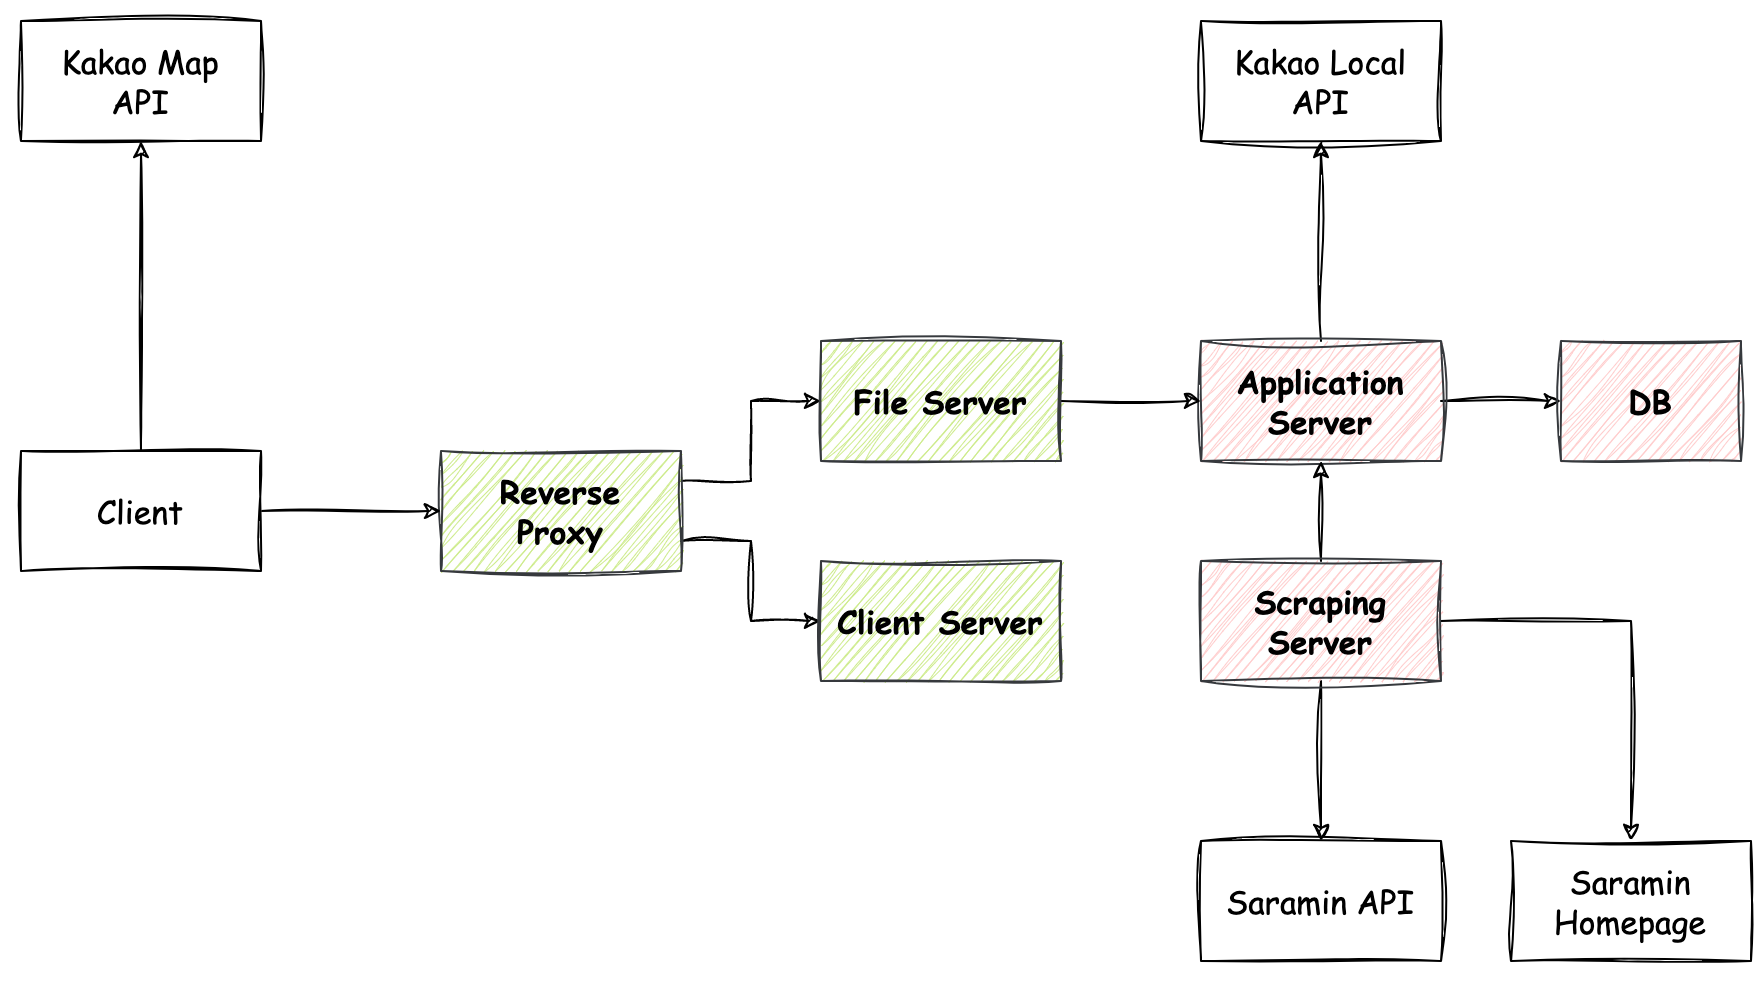 Kakao Map
API
Kakao Local
API
File Server
Application
Server
DB
Client
Reverse
Proxy
Client Server
Scraping
Server
Saramin API
Saramin
Homepage